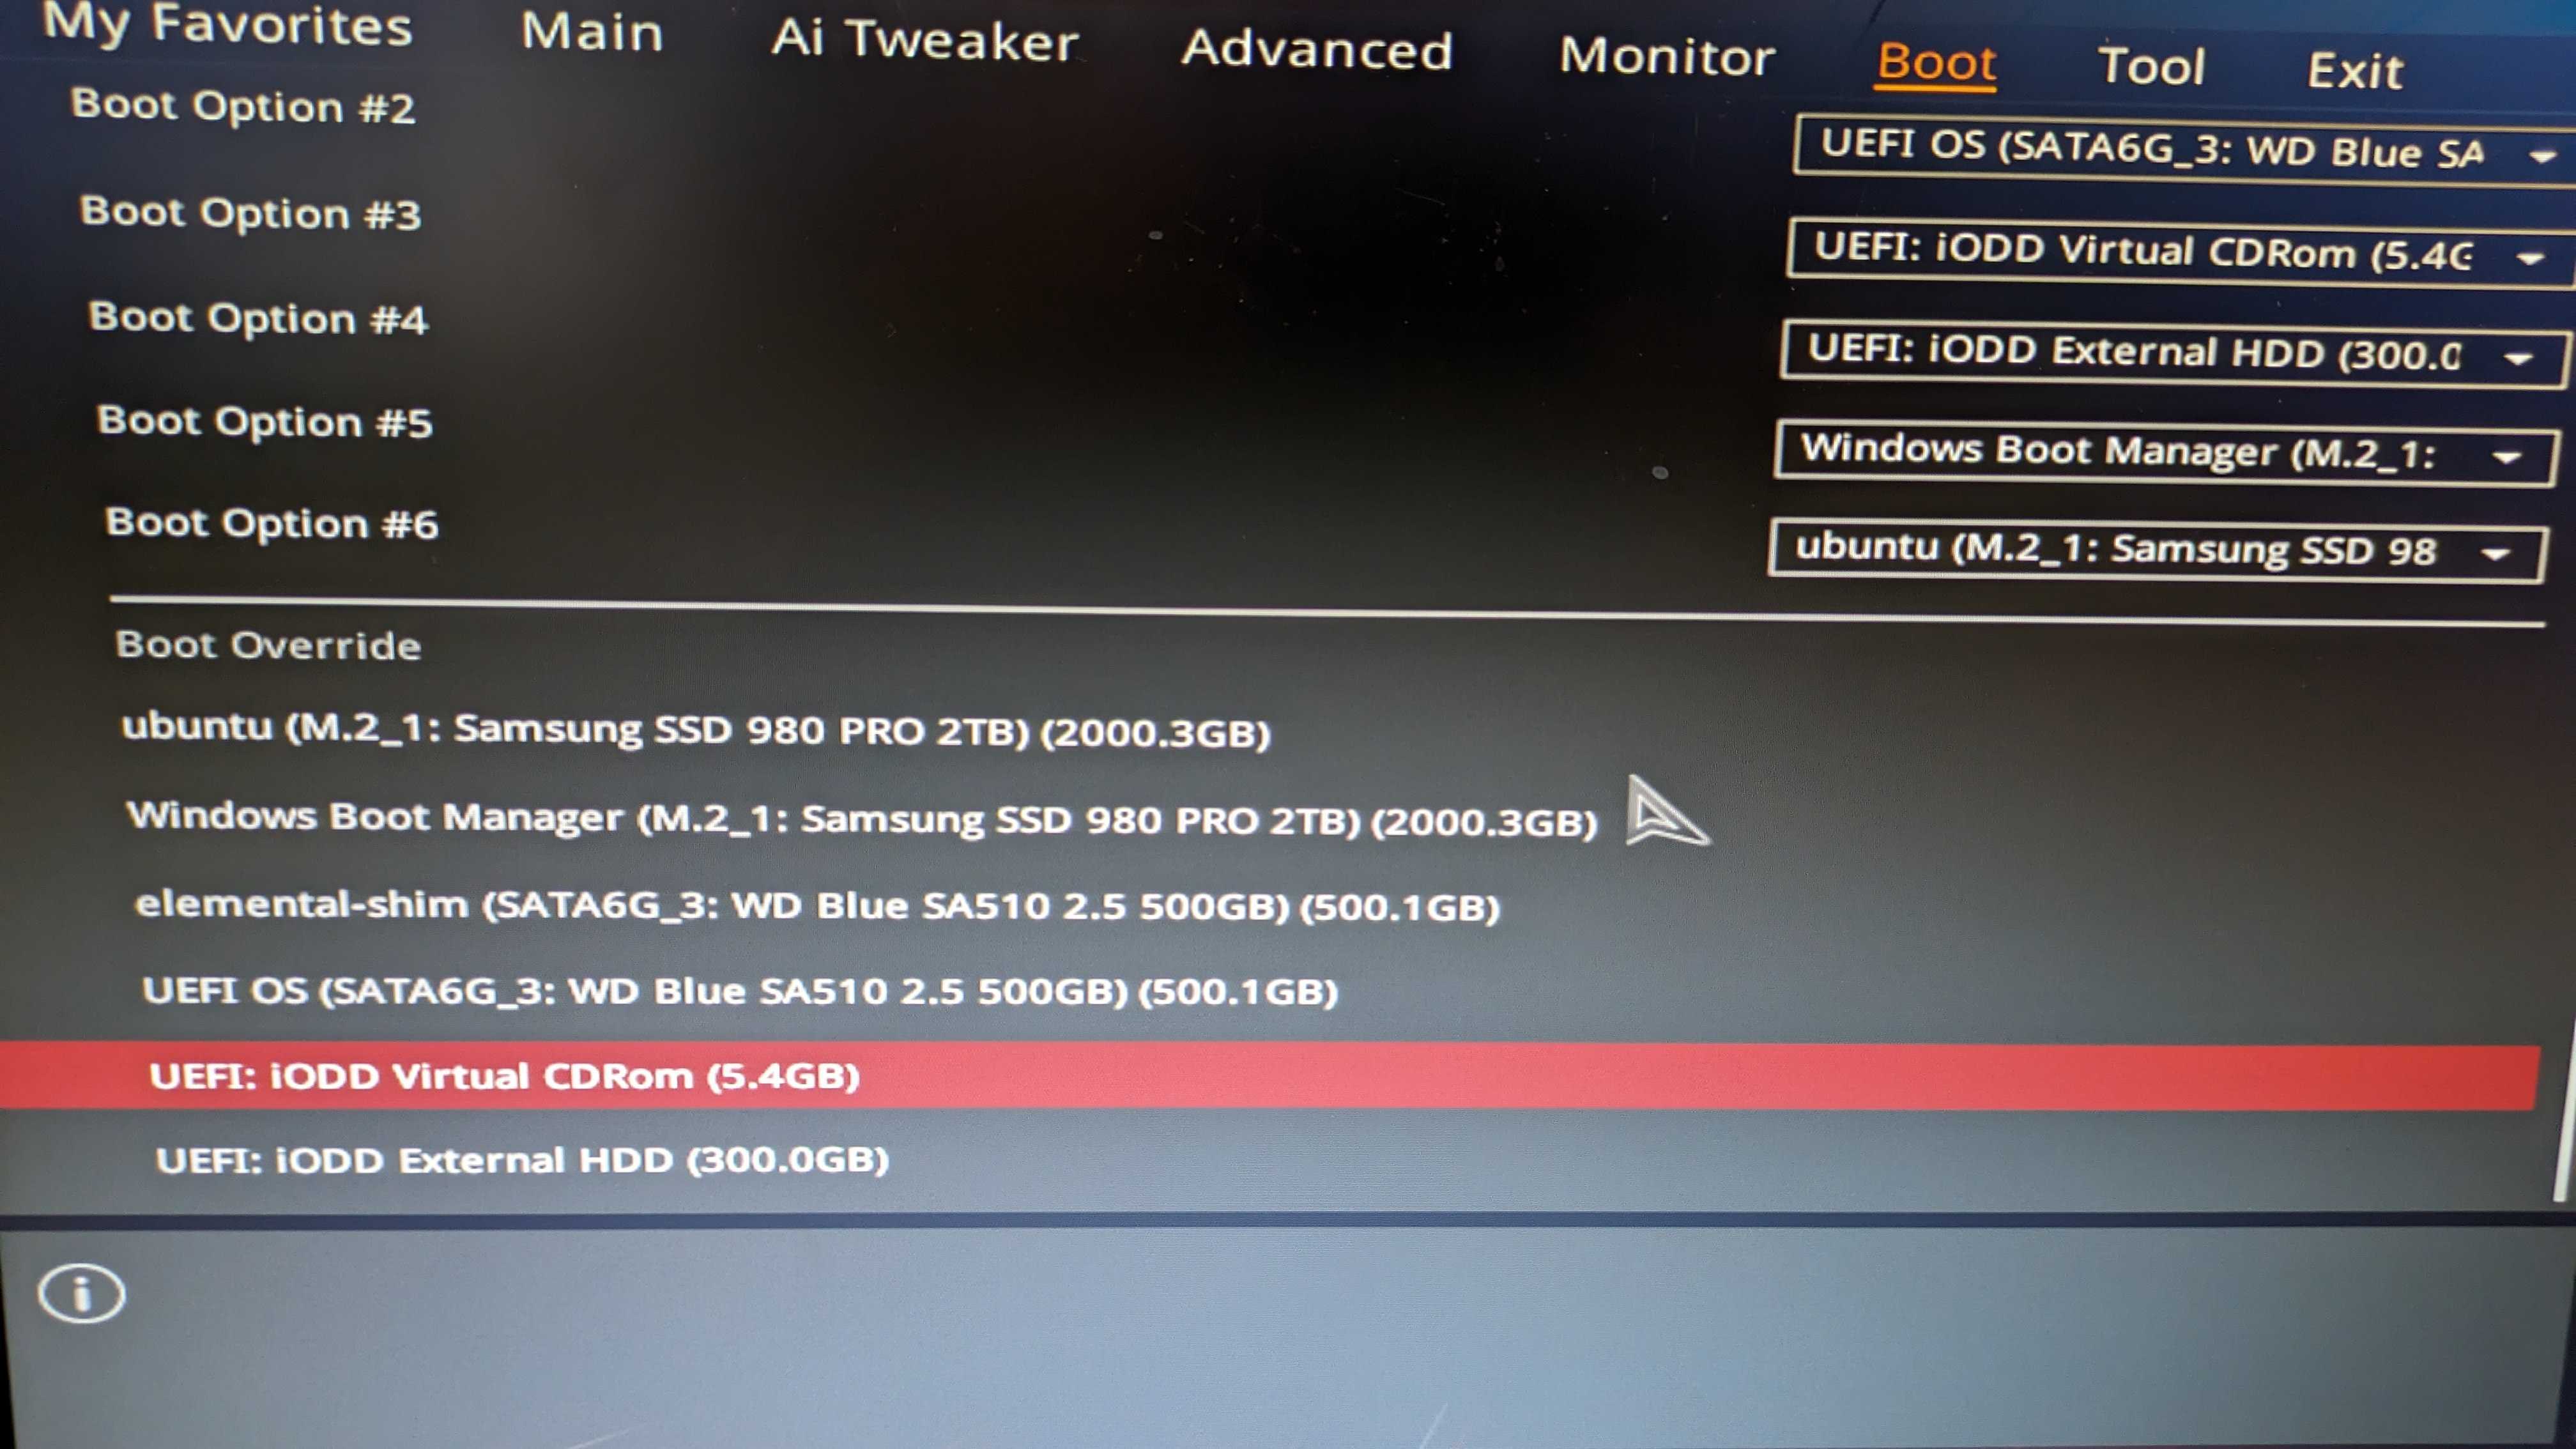 My Favorites Main Ai Tweaker Advanced Monitor Boot Tool Exit
Boot Option #2 UEFI OS (SATA6G_3: WD Blue SA
Boot Option #3 UEFI: iODD Virtual CDRom (5.4G
Boot Option #4 UEFI: iODD External HDD (300.0
Boot Option #5 Windows Boot Manager (M.2_1:
Boot Option #6 ubuntu (M.2_1: Samsung SSD 98
Boot Override
ubuntu (M.2_1: Samsung SSD 980 PRO 2TB) (2000.3GB)
Windows Boot Manager (M.2_1: Samsung SSD 980 PRO 2TB) (2000.3GB)
elemental-shim (SATA6G_3: WD Blue SA510 2.5 500GB) (500.1GB)
UEFI OS (SATA6G_3: WD Blue SA510 2.5 500GB) (500.1GB)
UEFI: iODD Virtual CDRom (5.4GB)
UEFI: iODD External HDD (300.0GB)
i